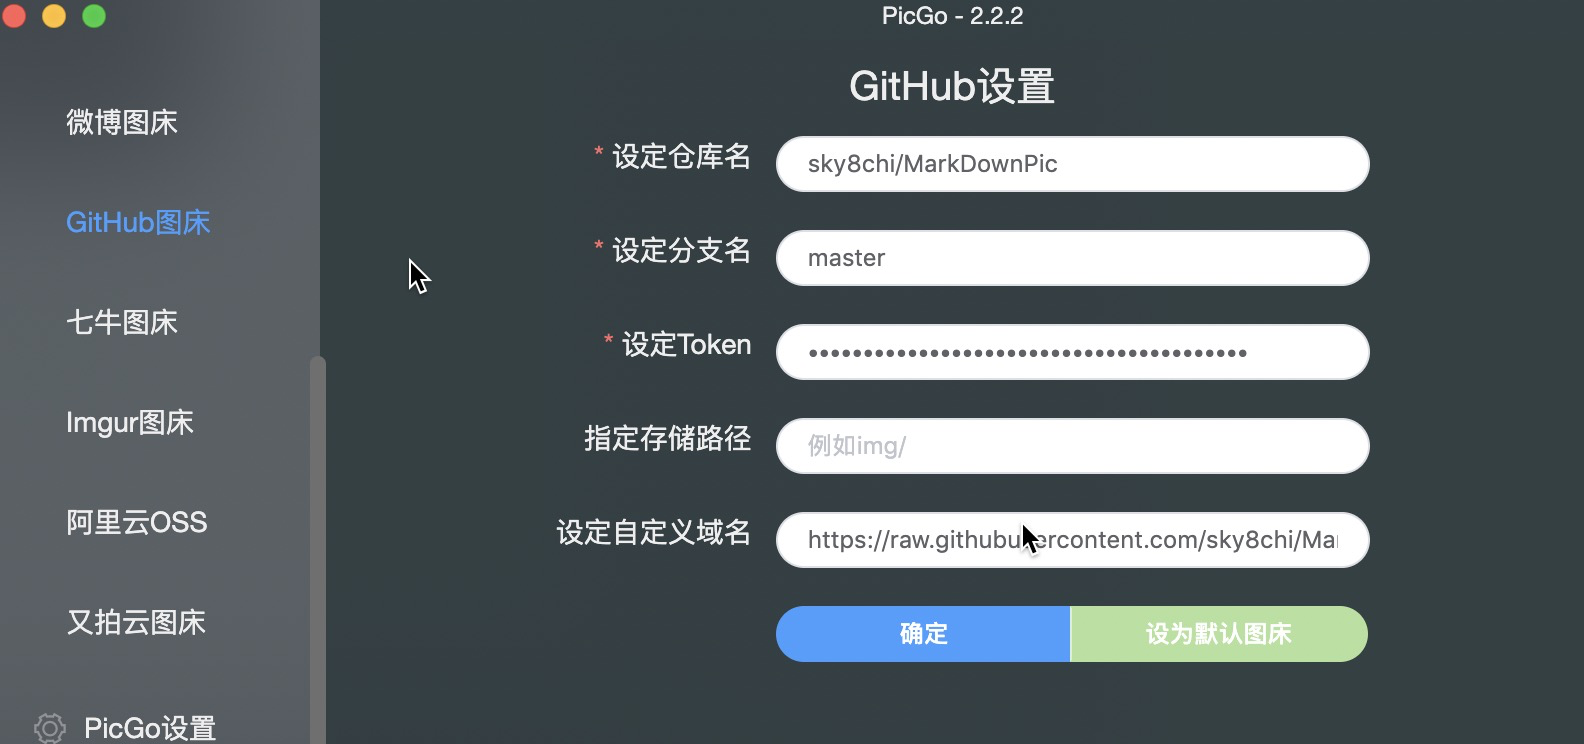 PicGo - 2.2.2
微博图床
GitHub图床
七牛图床
Imgur图床
阿里云OSS
又拍云图床
PicGo设置
GitHub设置
* 设定仓库名
sky8chi/MarkDownPic
* 设定分支名
master
* 设定Token
••••••••••••••••••••••••••••••••••••••••
指定存储路径
例如img/
设定自定义域名
https://raw.githubusercontent.com/sky8chi/Mar
确定
设为默认图床